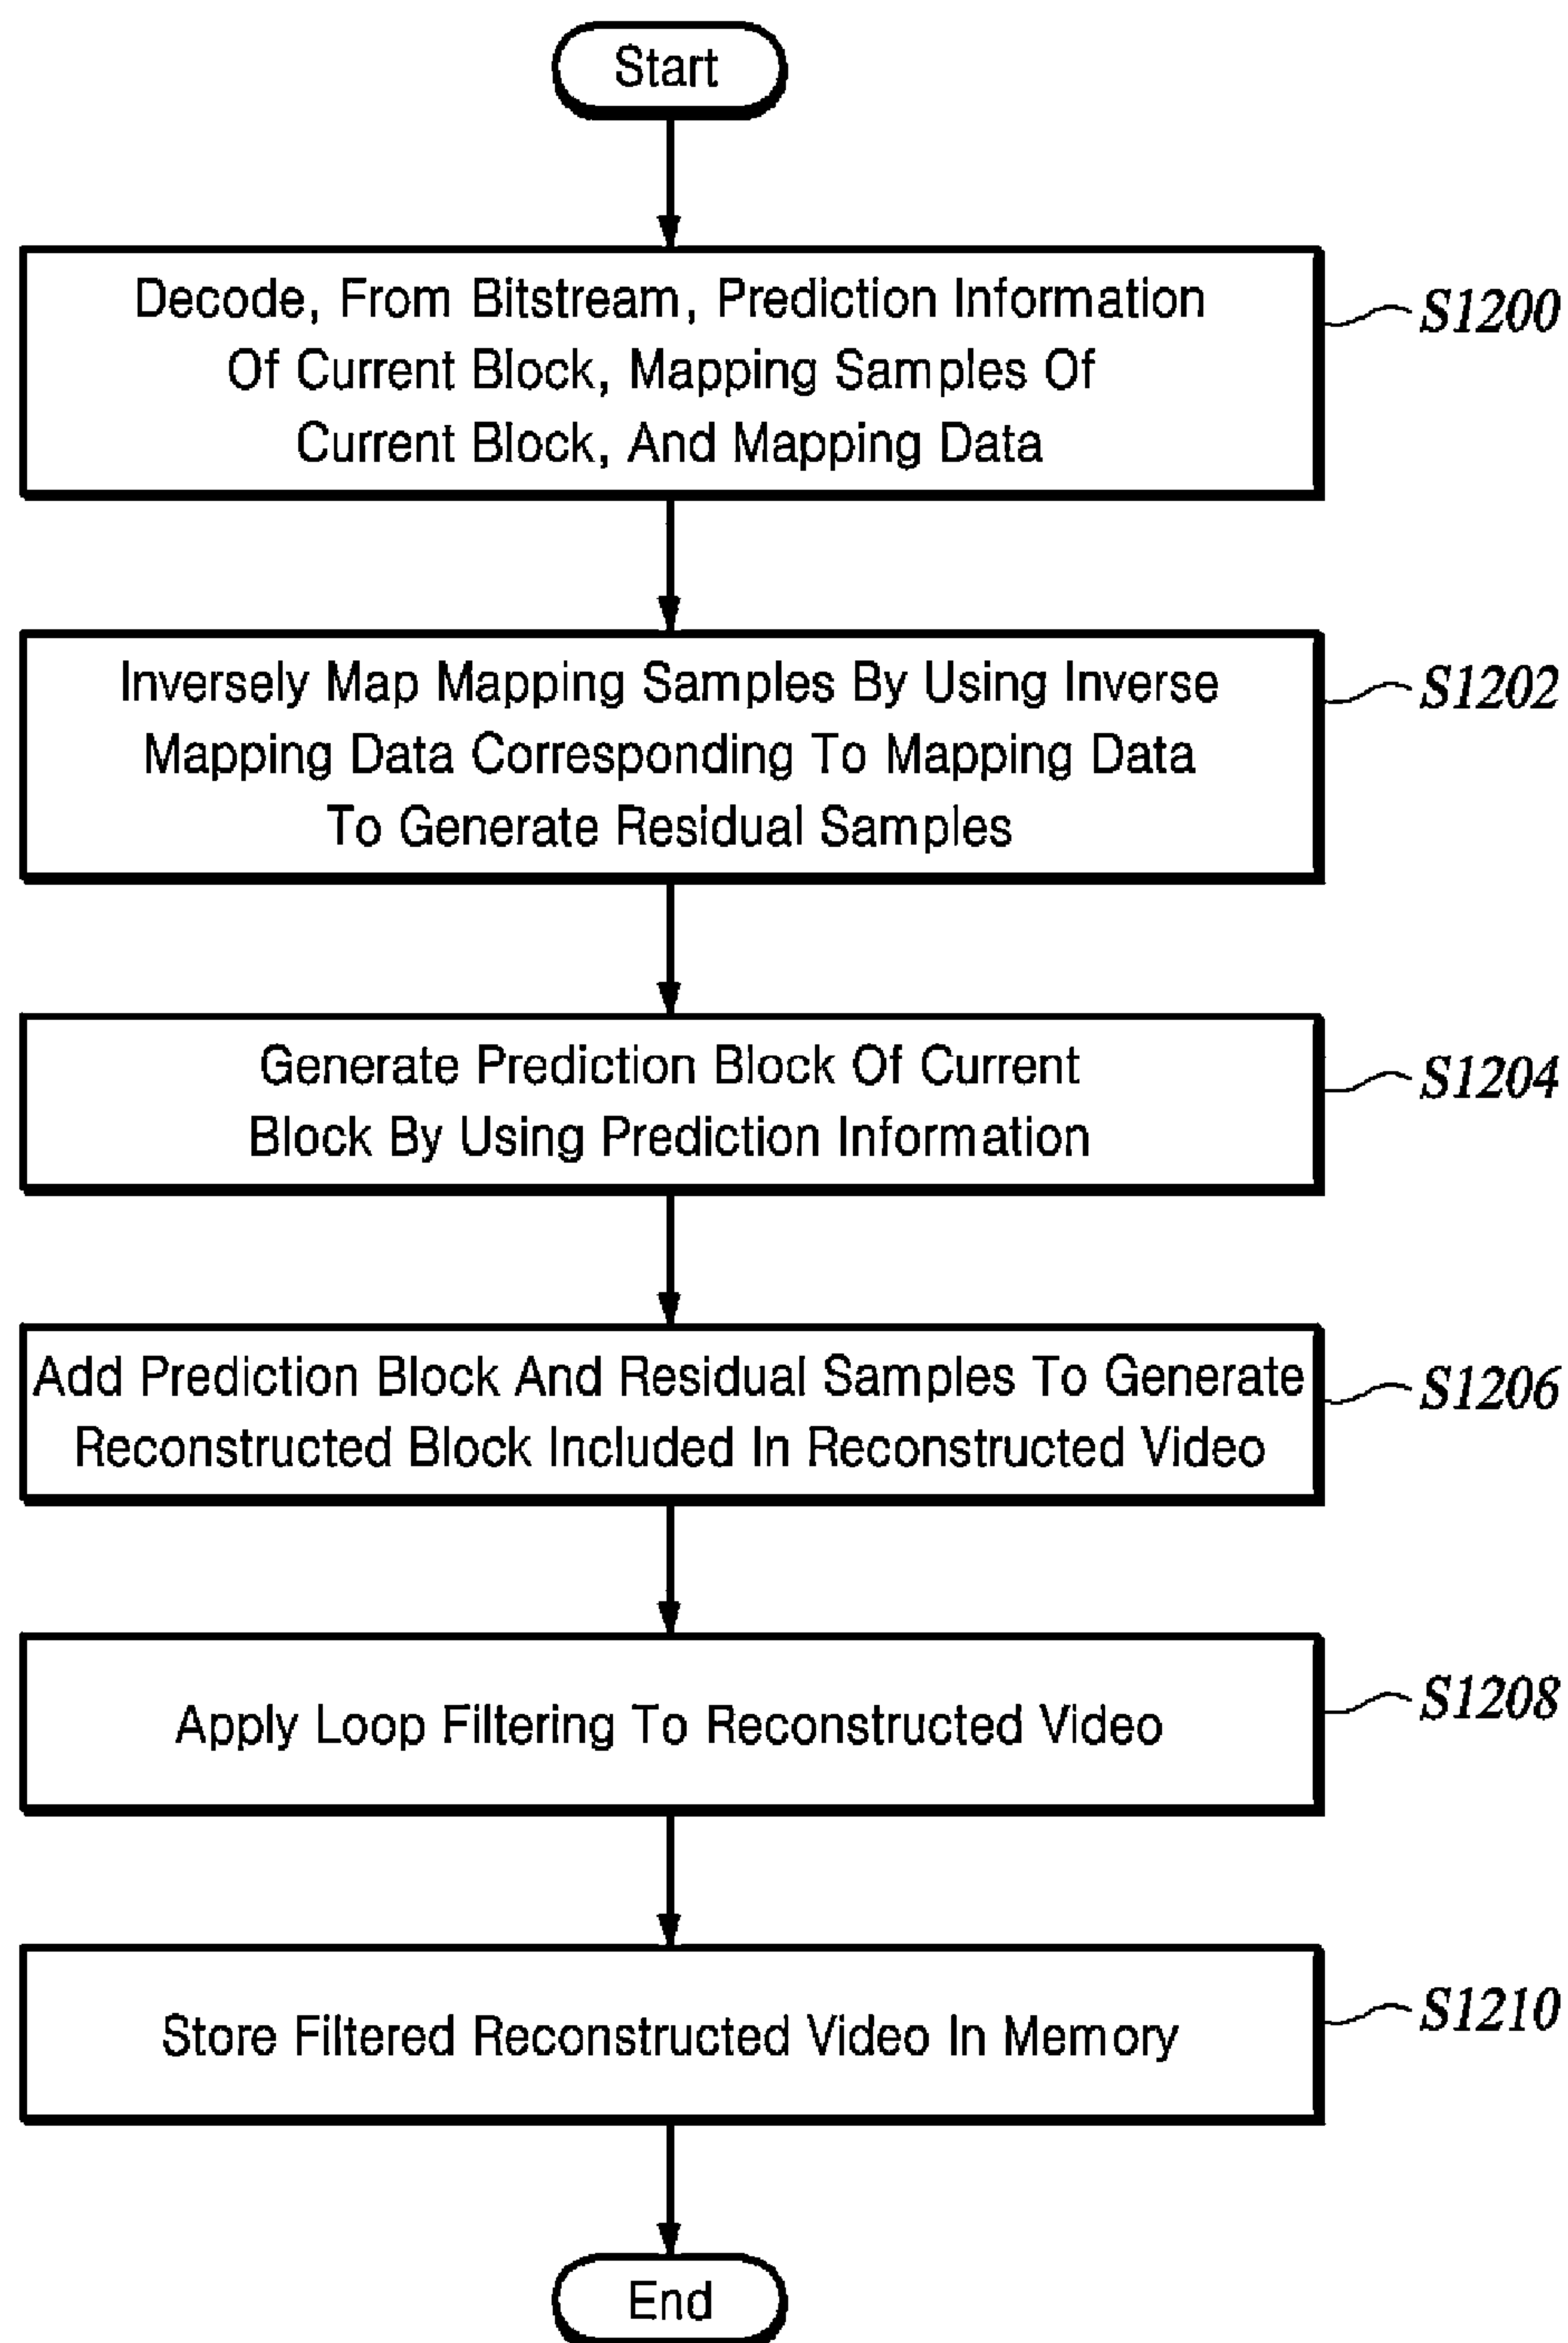 Start
Decode, From Bitstream, Prediction Information
Of Current Block, Mapping Samples Of
Current Block, And Mapping Data
S1200
Inversely Map Mapping Samples By Using Inverse
Mapping Data Corresponding To Mapping Data
To Generate Residual Samples
S1202
Generate Prediction Block Of Current
Block By Using Prediction Information
S1204
Add Prediction Block And Residual Samples To Generate
Reconstructed Block Included In Reconstructed Video
S1206
Apply Loop Filtering To Reconstructed Video
S1208
Store Filtered Reconstructed Video In Memory
S1210
End